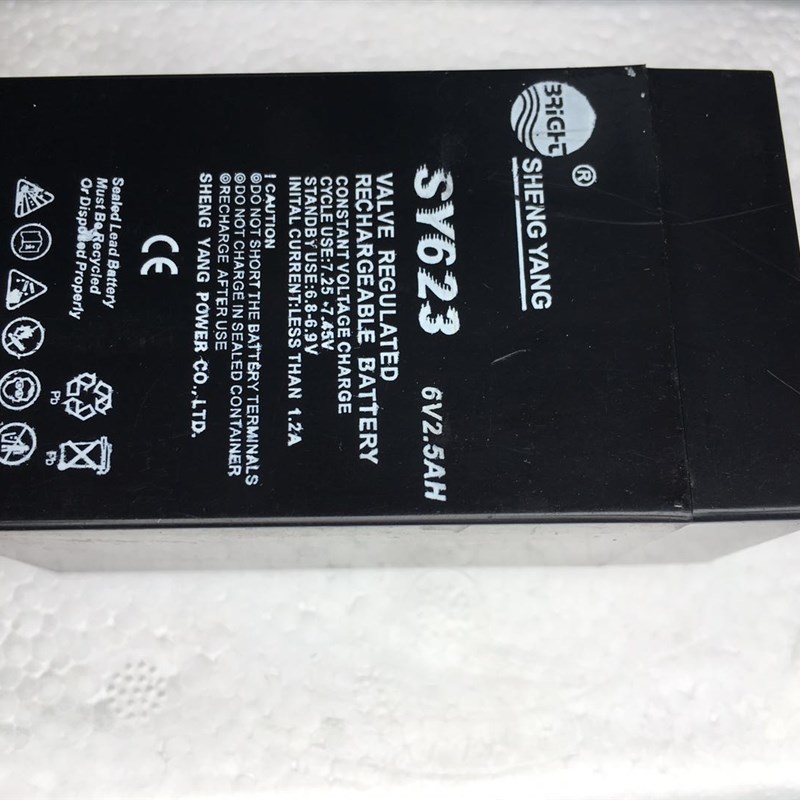 BRIGHT
®
SHENG YANG
SY623 6V2.5AH
VALVE REGULATED
RECHARGEABLE BATTERY
CONSTANT VOLTAGE CHARGE
CYCLE USE:7.25-7.45V
STANDBY USE:6.8-6.9V
INITAL CURRENT:LESS THAN 1.2A
! CAUTION
◎DO NOT SHORT THE BATTERY TERMINALS
◎DO NOT CHARGE IN SEALED CONTAINER
◎RECHARGE AFTER USE
SHENG YANG POWER CO.,LTD.
CE
Sealed Lead Battery
Must Be Recycled
Or Disposed Properly
Pb
Pb